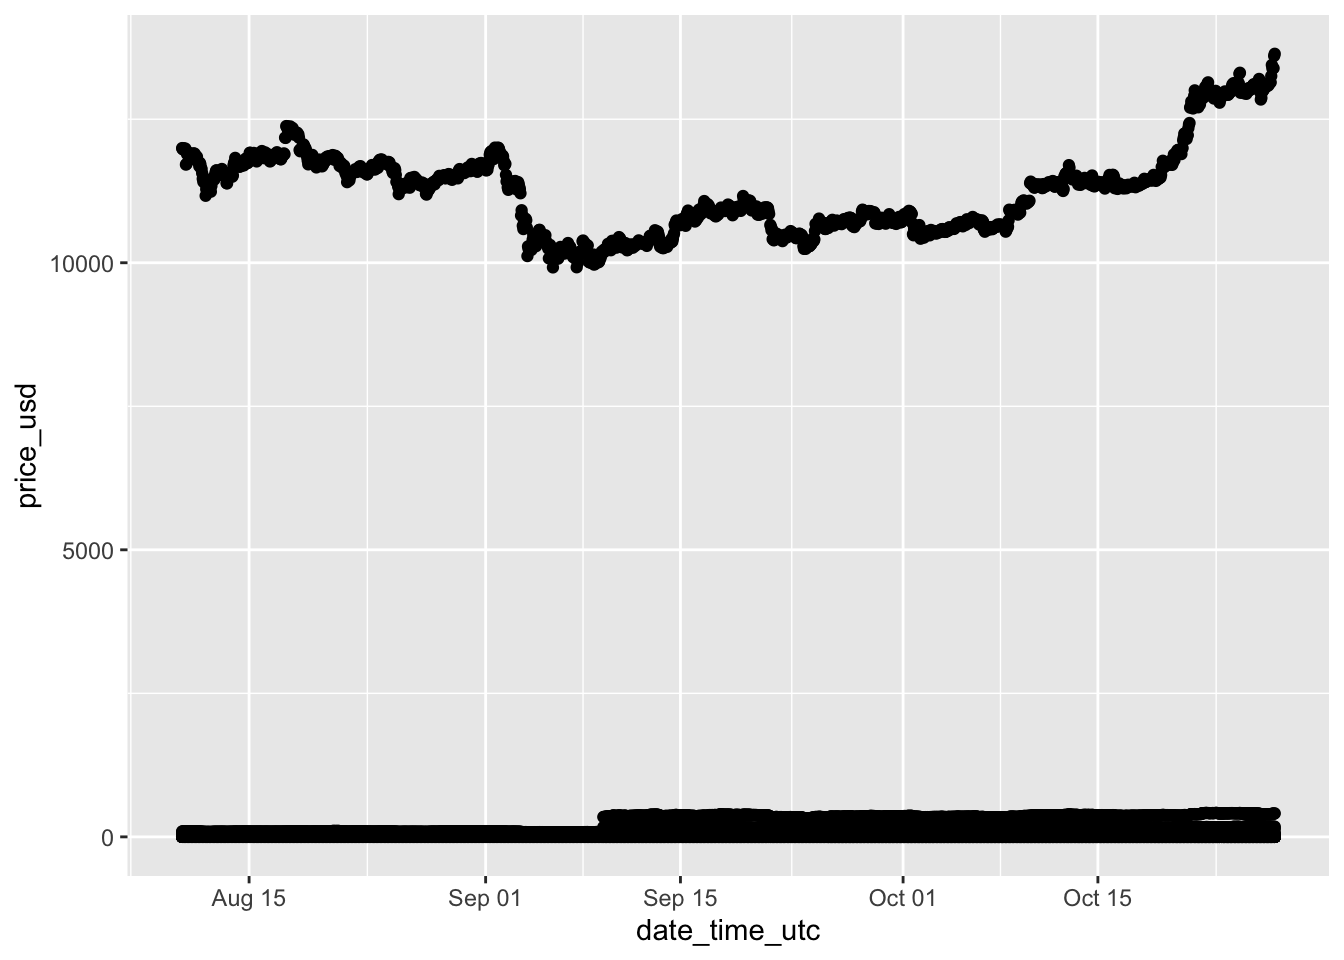 price_usd
10000
5000
0
Aug 15
Sep 01
Sep 15
Oct 01
Oct 15
date_time_utc